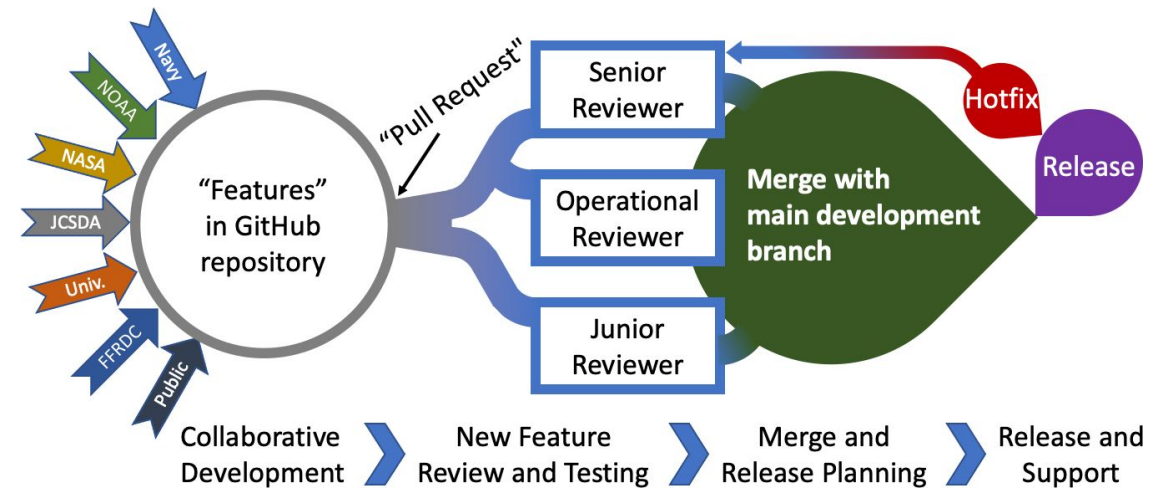 Navy
NOAA
NASA
JCSDA
Univ.
FFRDC
Public
“Features”
in GitHub
repository
“Pull Request”
Senior
Reviewer
Operational
Reviewer
Junior
Reviewer
Merge with
main development
branch
Hotfix
Release
Collaborative
Development
New Feature
Review and Testing
Merge and
Release Planning
Release and
Support